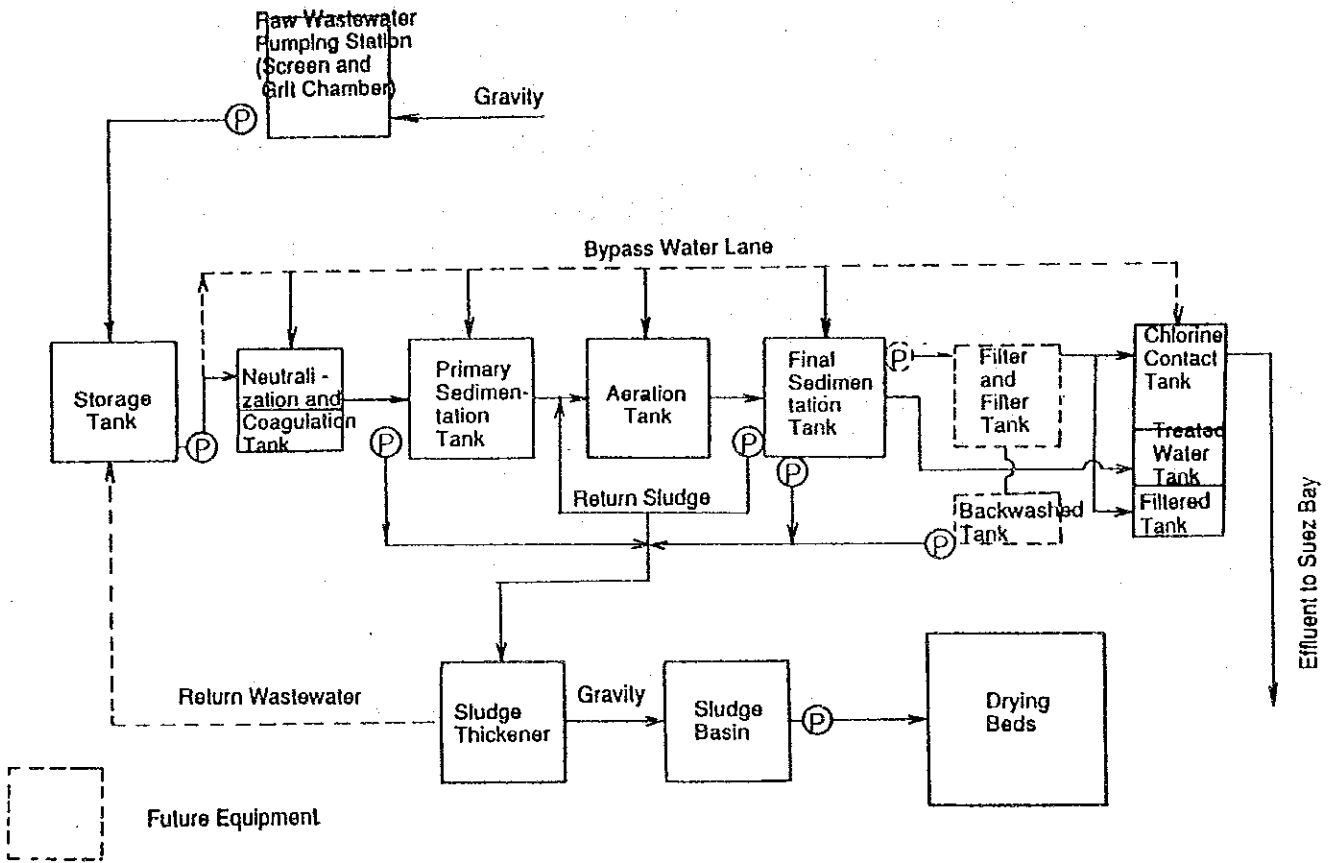 Raw Wastewater
Pumping Station
(Screen and
Grit Chamber)
P
Gravity
Bypass Water Lane
Storage
Tank
P
Neutrali -
zation and
Coagulation
Tank
P
Primary
Sedimen-
tation
Tank
Aeration
Tank
P
Final
Sedimen
tation
Tank
P
P
Filter
and
Filter
Tank
Chlorine
Contact
Tank
Treated
Water
Tank
Filtered
Tank
Return Sludge
P
Backwashed
Tank
Effluent to Suez Bay
Return Wastewater
Sludge
Thickener
Gravity
Sludge
Basin
P
Drying
Beds
Future Equipment